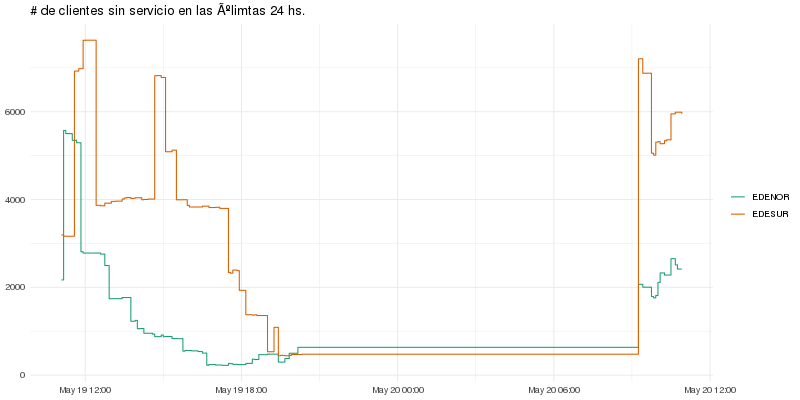 # de clientes sin servicio en las Ãºlimtas 24 hs.
6000
4000
2000
0
May 19 12:00
May 19 18:00
May 20 00:00
May 20 06:00
May 20 12:00
EDENOR
EDESUR